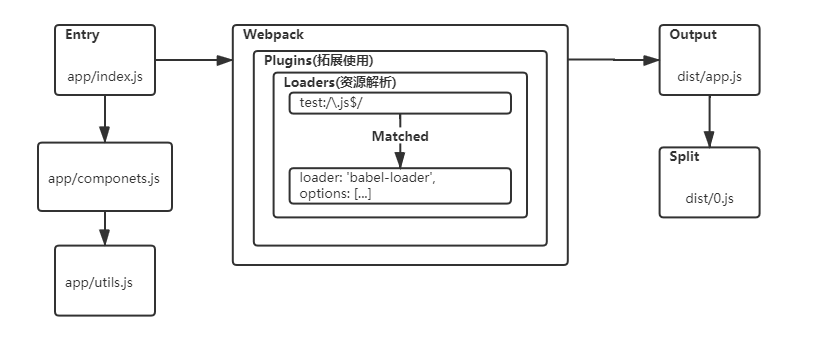 Entry
app/index.js
app/componets.js
app/utils.js
Webpack
Plugins(拓展使用)
Loaders(资源解析)
test:/\.js$/
Matched
loader: 'babel-loader',
options: [...]
Output
dist/app.js
Split
dist/0.js